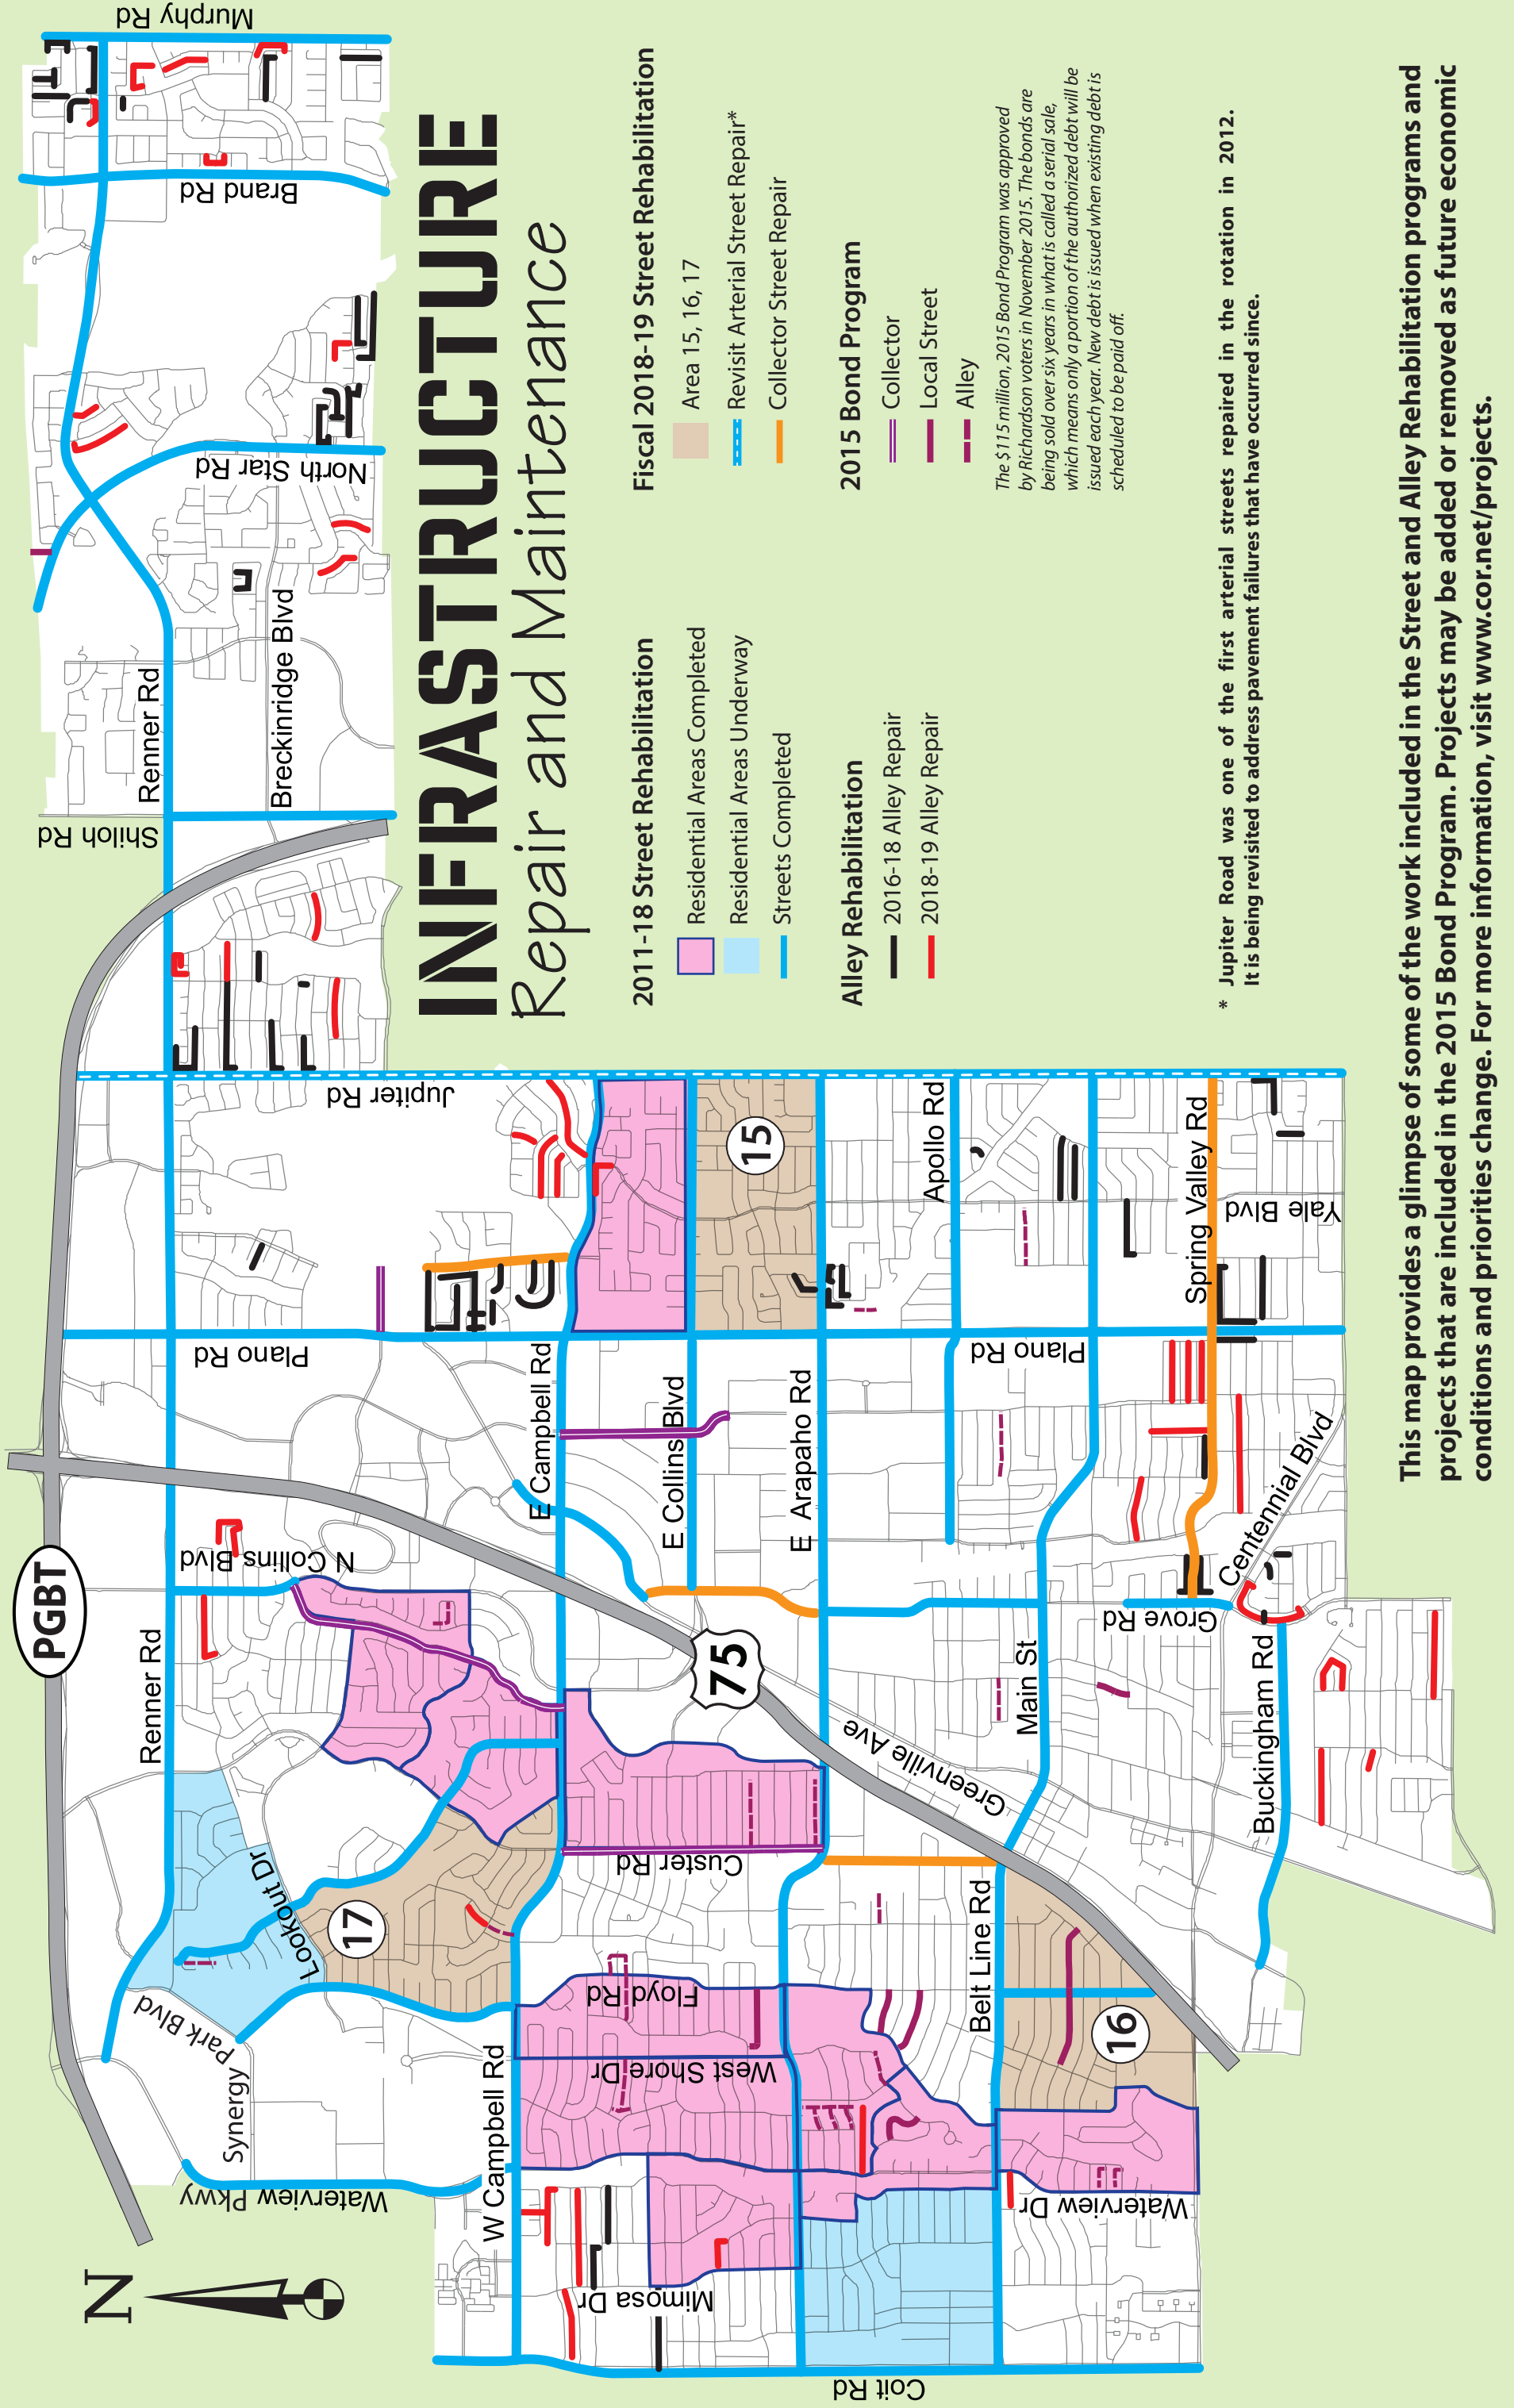 INFRASTRUCTURE
Repair and Maintenance
2011-18 Street Rehabilitation
Residential Areas Completed
Residential Areas Underway
Streets Completed
Alley Rehabilitation
2016-18 Alley Repair
2018-19 Alley Repair
Fiscal 2018-19 Street Rehabilitation
Area 15, 16, 17
Revisit Arterial Street Repair*
Collector Street Repair
2015 Bond Program
Collector
Local Street
Alley
The $115 million, 2015 Bond Program was approved
by Richardson voters in November 2015. The bonds are
being sold over six years in what is called a serial sale,
which means only a portion of the authorized debt will be
issued each year. New debt is issued when existing debt is
scheduled to be paid off.
* Jupiter Road was one of the first arterial streets repaired in the rotation in 2012.
It is being revisited to address pavement failures that have occurred since.
This map provides a glimpse of some of the work included in the Street and Alley Rehabilitation programs and
projects that are included in the 2015 Bond Program. Projects may be added or removed as future economic
conditions and priorities change. For more information, visit www.cor.net/projects.
N
PGBT
75
15
16
17
Renner Rd
Renner Rd
Shiloh Rd
Breckinridge Blvd
North Star Rd
Brand Rd
Murphy Rd
Jupiter Rd
Plano Rd
Plano Rd
N Collins Blvd
Lookout Dr
Synergy Park Blvd
Waterview Pkwy
W Campbell Rd
E Campbell Rd
E Collins Blvd
E Arapaho Rd
Apollo Rd
Spring Valley Rd
Yale Blvd
Centennial Blvd
Grove Rd
Buckingham Rd
Main St
Greenville Ave
Custer Rd
Floyd Rd
West Shore Dr
Belt Line Rd
Waterview Dr
Mimosa Dr
Coit Rd